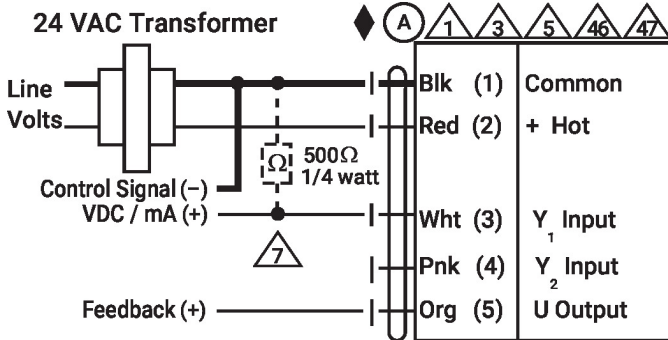 24 VAC Transformer
A 1 3 5 46 47
Line
Volts
Blk (1) Common
Red (2) + Hot
Ω 500Ω
1/4 watt
Control Signal (−)
VDC / mA (+)
Wht (3) Y1 Input
7
Pnk (4) Y2 Input
Feedback (+)
Org (5) U Output